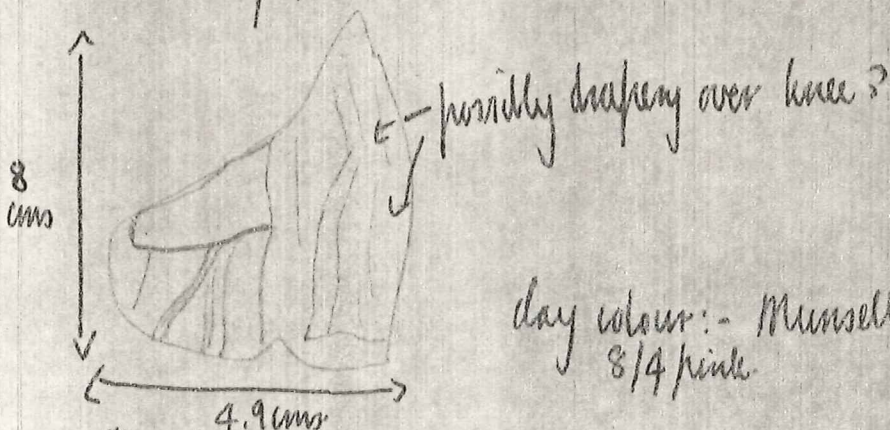 possibly drapery over knee?
8
cms
clay colour:- Munsell
8/4 pink.
4.9cms